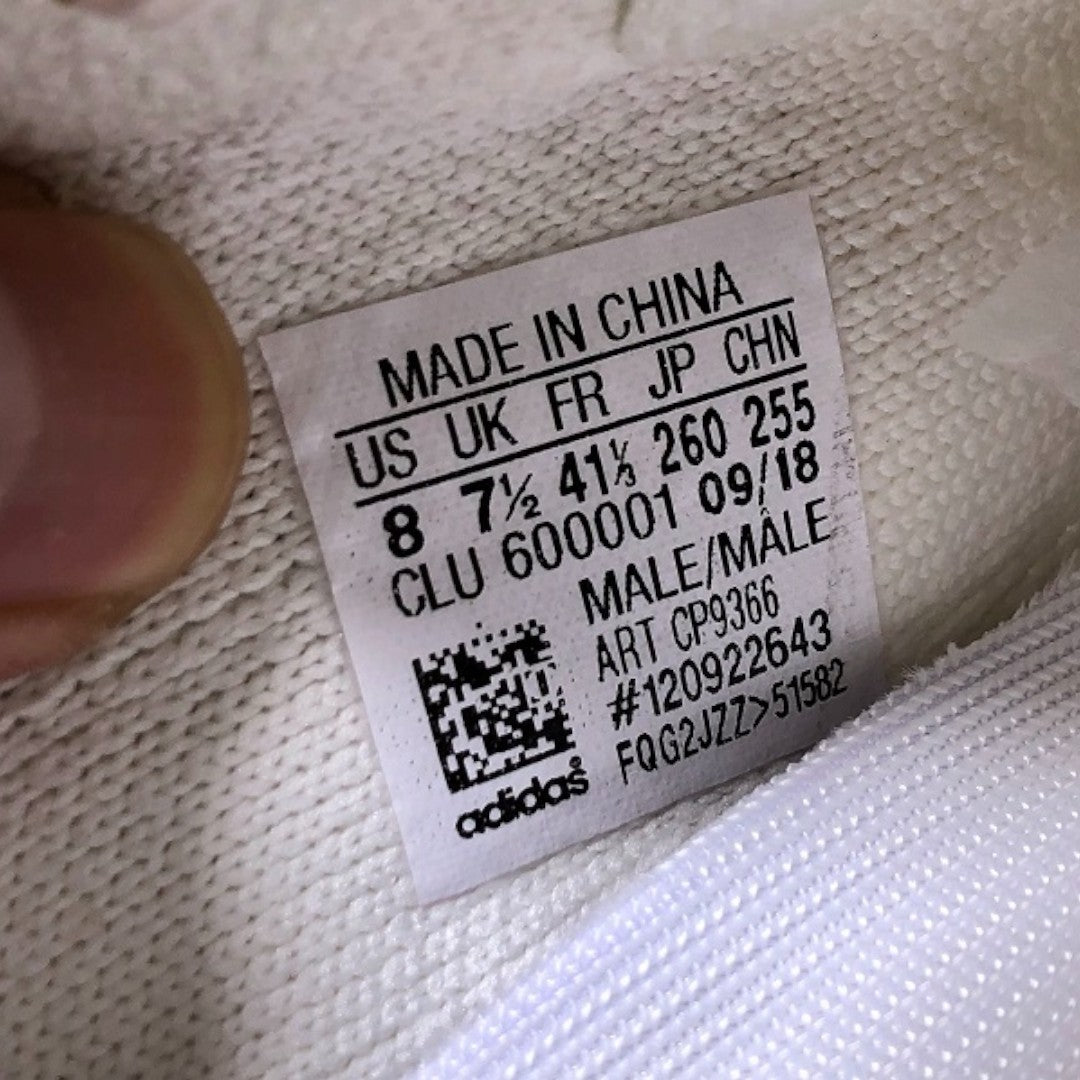 MADE IN CHINA
US UK FR JP CHN
8 7½ 41⅓ 260 255
CLU 600001 09/18
MALE/MÂLE
ART CP9366
#120922643
FQG2JZZ>51582
adidas®